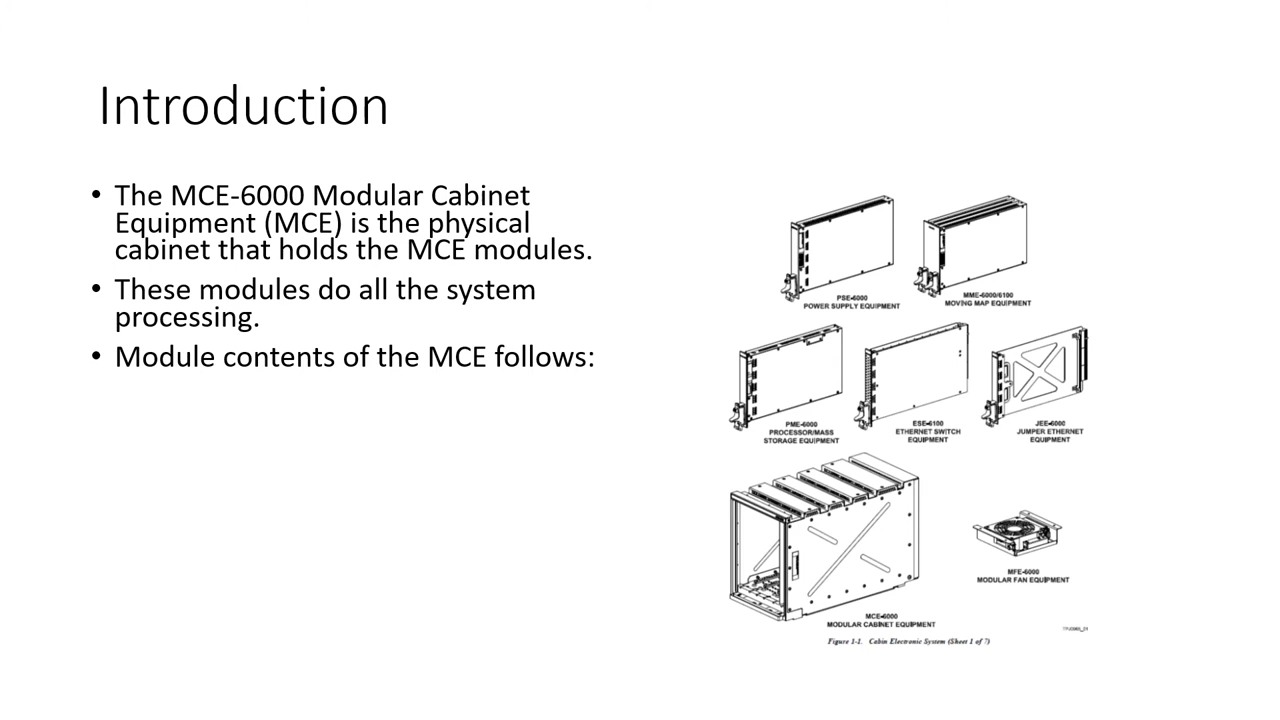 Introduction
• The MCE-6000 Modular Cabinet
Equipment (MCE) is the physical
cabinet that holds the MCE modules.
• These modules do all the system
processing.
• Module contents of the MCE follows:
PSE-6000
POWER SUPPLY EQUIPMENT
MME-6000/6100
MOVING MAP EQUIPMENT
PME-6000
PROCESSOR/MASS
STORAGE EQUIPMENT
ESE-6100
ETHERNET SWITCH
EQUIPMENT
JEE-6000
JUMPER ETHERNET
EQUIPMENT
MCE-6000
MODULAR CABINET EQUIPMENT
MFE-6000
MODULAR FAN EQUIPMENT
Figure 1-1. Cabin Electronic System (Sheet 1 of 7)